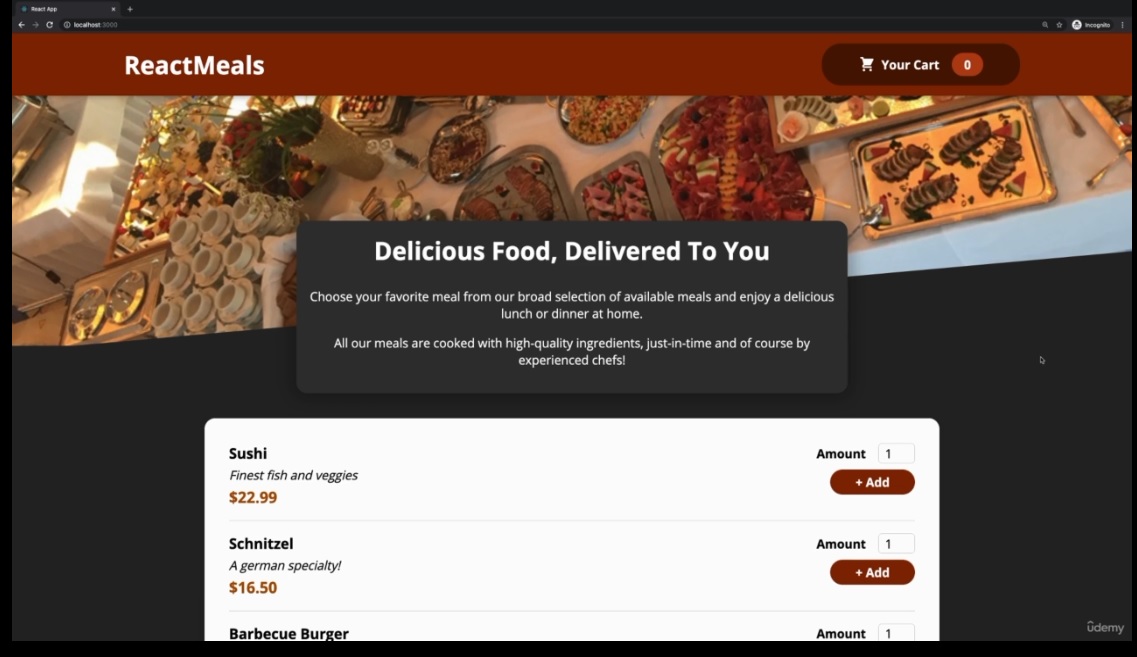 React App
localhost:3000
Incognito
ReactMeals
Your Cart 0
Delicious Food, Delivered To You
Choose your favorite meal from our broad selection of available meals and enjoy a delicious
lunch or dinner at home.
All our meals are cooked with high-quality ingredients, just-in-time and of course by
experienced chefs!
Sushi
Amount 1
Finest fish and veggies
+ Add
$22.99
Schnitzel
Amount 1
A german specialty!
+ Add
$16.50
Barbecue Burger
Amount 1
ûdemy